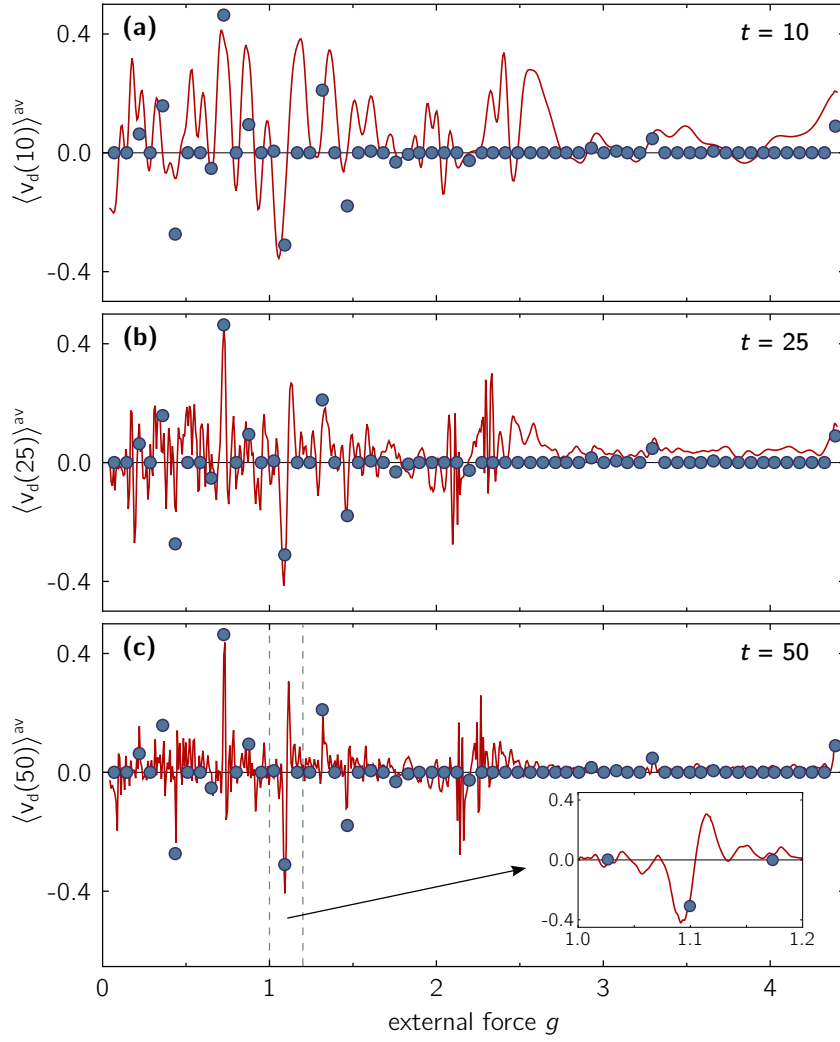 (a)
t = 10
0.4
0.0
-0.4
⟨v_d(10)⟩^av
(b)
t = 25
0.4
0.0
-0.4
⟨v_d(25)⟩^av
(c)
t = 50
0.4
0.0
-0.4
⟨v_d(50)⟩^av
0.4
0.0
-0.4
1.0 1.1 1.2
0 1 2 3 4
external force g